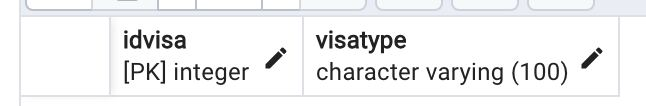 idvisa
[PK] integer
visatype
character varying (100)